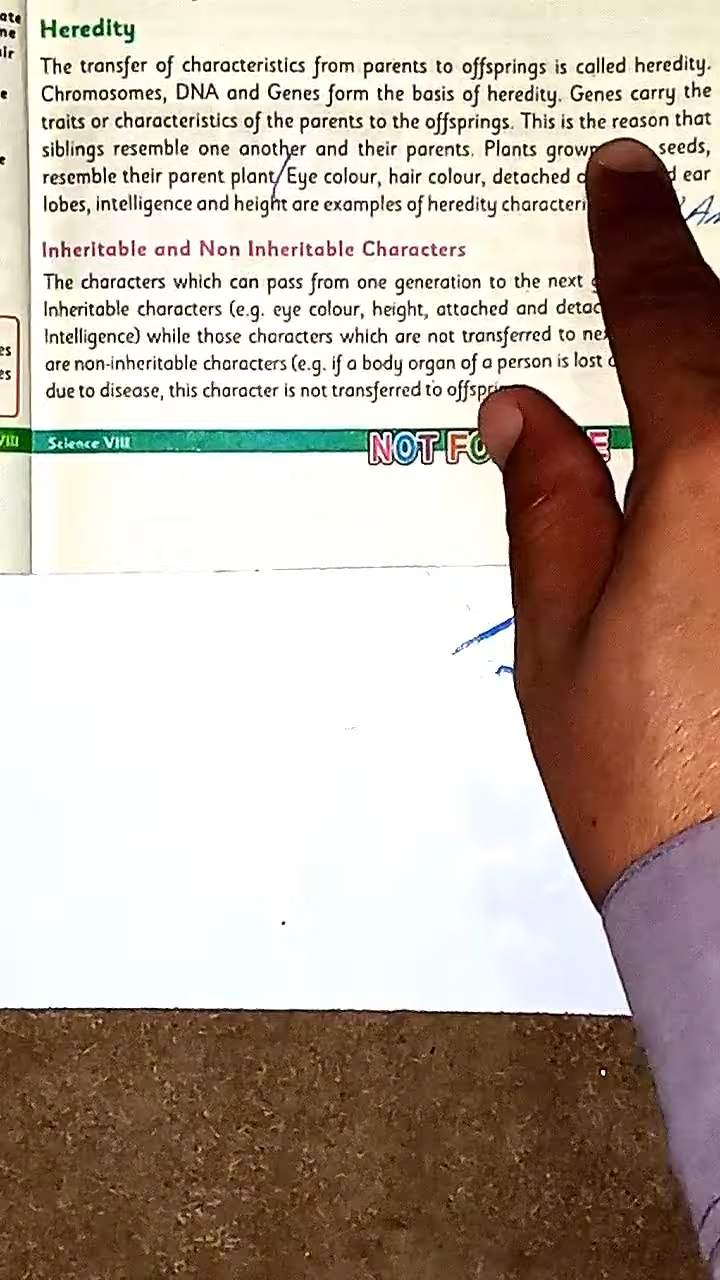 ate
ne
air
e
e
es
es
VIII
Heredity
The transfer of characteristics from parents to offsprings is called heredity.
Chromosomes, DNA and Genes form the basis of heredity. Genes carry the
traits or characteristics of the parents to the offsprings. This is the reason that
siblings resemble one another and their parents. Plants grown seeds,
resemble their parent plant Eye colour, hair colour, detached ear
lobes, intelligence and height are examples of heredity
Inheritable and Non Inheritable Characters
The characters which can pass from one generation to the next
Inheritable characters (e.g. eye colour, height, attached and
Intelligence) while those characters which are not transferred to
are non-inheritable characters (e.g. if a body organ of a person is lost
due to disease, this character is not transferred to
Science VIII NOT